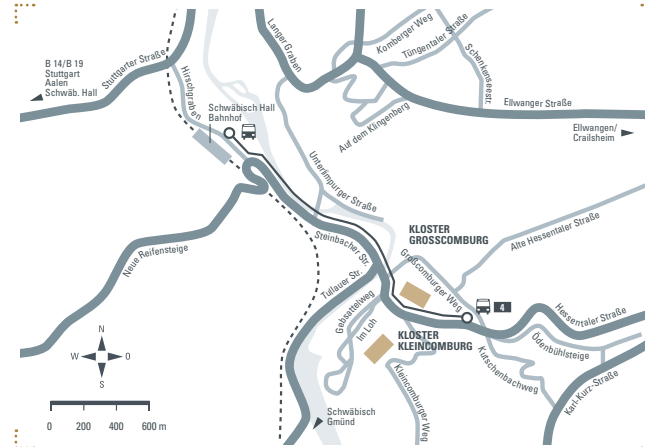 Komberger Weg
Tüngentaler Straße
Langer Graben
Schenkenseestr.
B 14/B 19
Stuttgart
Aalen
Schwäb. Hall
Stuttgarter Straße
Hirschgraben
Schwäbisch Hall
Bahnhof
Auf dem Klingenberg
Ellwanger Straße
Ellwangen/
Crailsheim
Unterlimpurger Straße
Steinbacher Str.
KLOSTER
GROSSCOMBURG
Alte Hessentaler Straße
Neue Reifensteige
Tullauer Str.
Großcomburger Weg
Gebsattelweg
Im Loh
4
Hessentaler Straße
KLOSTER
KLEINCOMBURG
Ödenbühlsteige
Kutschenbachweg
Kleincomburger Weg
Karl-Kurz-Straße
N
W
O
S
0 200 400 600 m
Schwäbisch
Gmünd